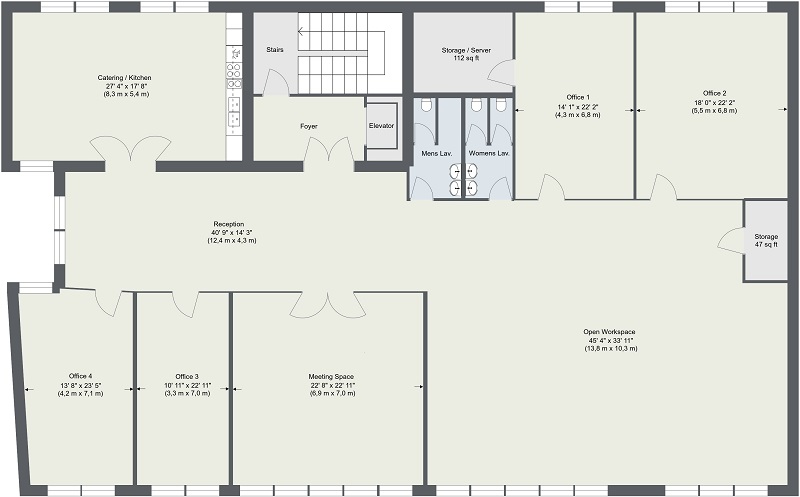 Catering / Kitchen
27' 4" x 17' 8"
(8,3 m x 5,4 m)
Stairs
Storage / Server
112 sq ft
Office 1
14' 1" x 22' 2"
(4,3 m x 6,8 m)
Office 2
18' 0" x 22' 2"
(5,5 m x 6,8 m)
Foyer
Elevator
Mens Lav.
Womens Lav.
Reception
40' 9" x 14' 3"
(12,4 m x 4,3 m)
Storage
47 sq ft
Open Workspace
45' 4" x 33' 11"
(13,8 m x 10,3 m)
Office 4
13' 8" x 23' 5"
(4,2 m x 7,1 m)
Office 3
10' 11" x 22' 11"
(3,3 m x 7,0 m)
Meeting Space
22' 8" x 22' 11"
(6,9 m x 7,0 m)